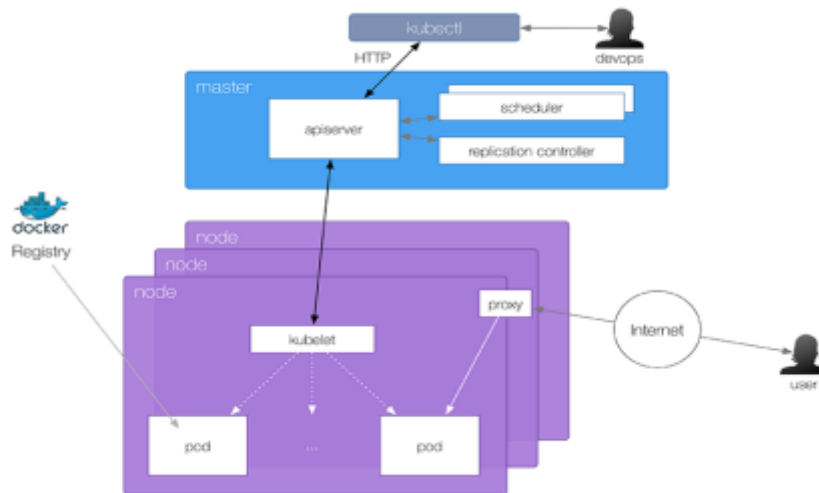 kubectl
HTTP
devops
master
apiserver
scheduler
replication controller
docker
Registry
node
node
node
proxy
kubelet
Internet
user
pod
...
pod